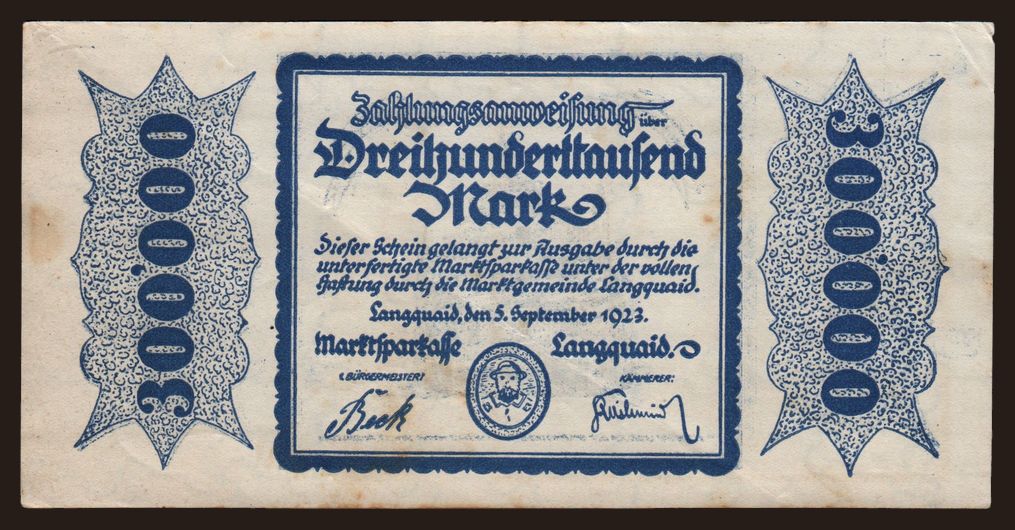 300'000
Zahlungsanweisung über
Dreihunderttausend
Mark
Dieser Schein gelangt zur Ausgabe durch die
unterfertigte Marktsparkasse unter der vollen
Haftung durch die Marktgemeinde Langquaid.
Langquaid, den 5. September 1923.
Marktsparkasse Langquaid.
BÜRGERMEISTER: KÄMMERER:
Beck
300'000